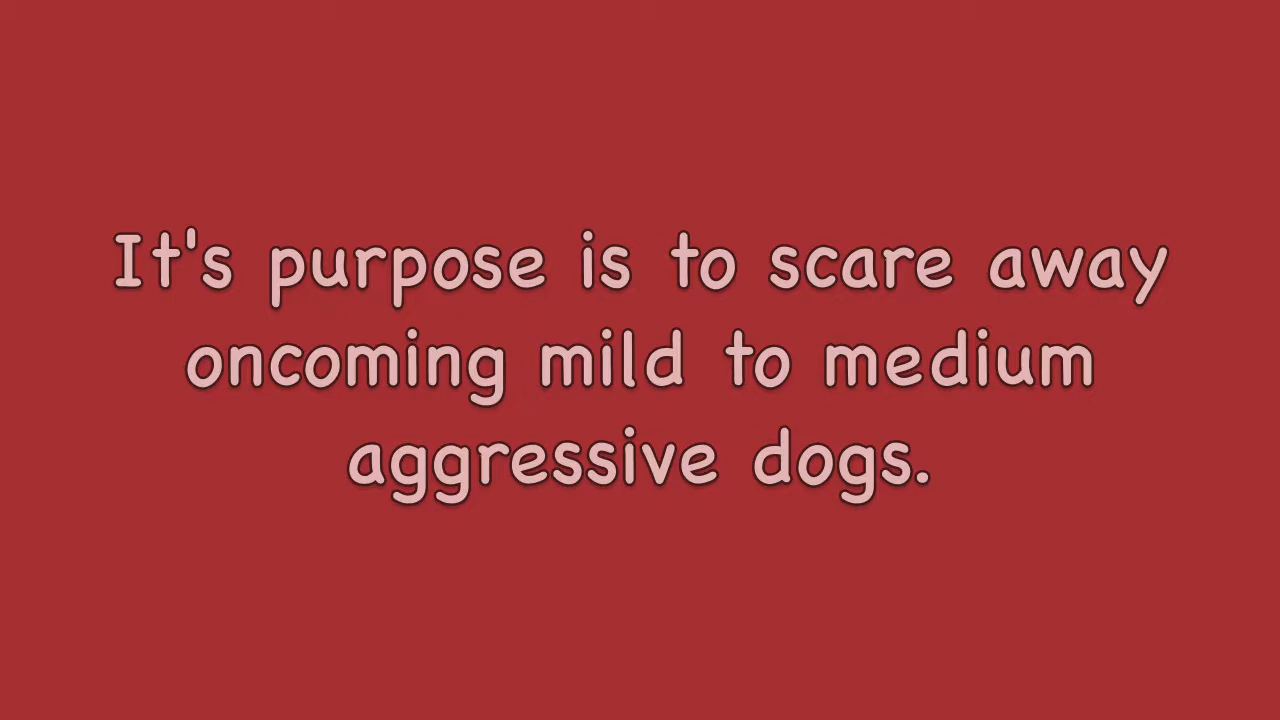 It's purpose is to scare away
oncoming mild to medium
aggressive dogs.